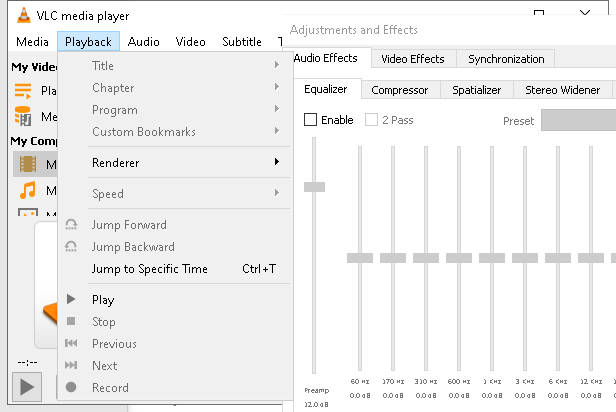 VLC media player
Media Playback Audio Video Subtitle T
My Video
Pla
Me
My Comp
M
M
M
Title
Chapter
Program
Custom Bookmarks
Renderer
Speed
Jump Forward
Jump Backward
Jump to Specific Time Ctrl+T
Play
Stop
Previous
Next
Record
--:--
Adjustments and Effects
Audio Effects Video Effects Synchronization
Equalizer Compressor Spatializer Stereo Widener
Enable 2 Pass Preset
60 Hz 170 Hz 310 Hz 600 Hz 1 KHz 3 KHz 6 KHz 12 KHz
Preamp 0.0 dB 0.0 dB 0.0 dB 0.0 dB 0.0 dB 0.0 dB 0.0 dB 0.0 dB
12.0 dB